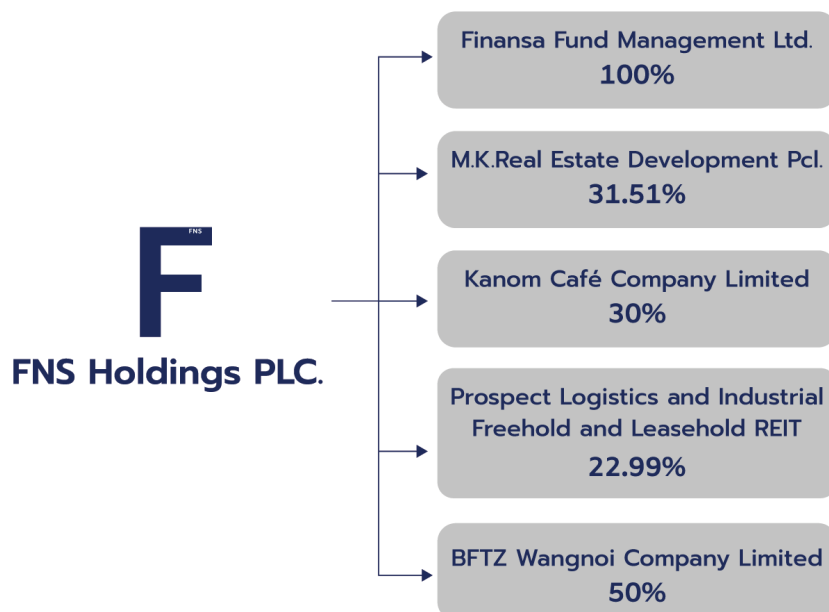 FNS
F
FNS Holdings PLC.
Finansa Fund Management Ltd.
100%
M.K.Real Estate Development Pcl.
31.51%
Kanom Café Company Limited
30%
Prospect Logistics and Industrial
Freehold and Leasehold REIT
22.99%
BFTZ Wangnoi Company Limited
50%